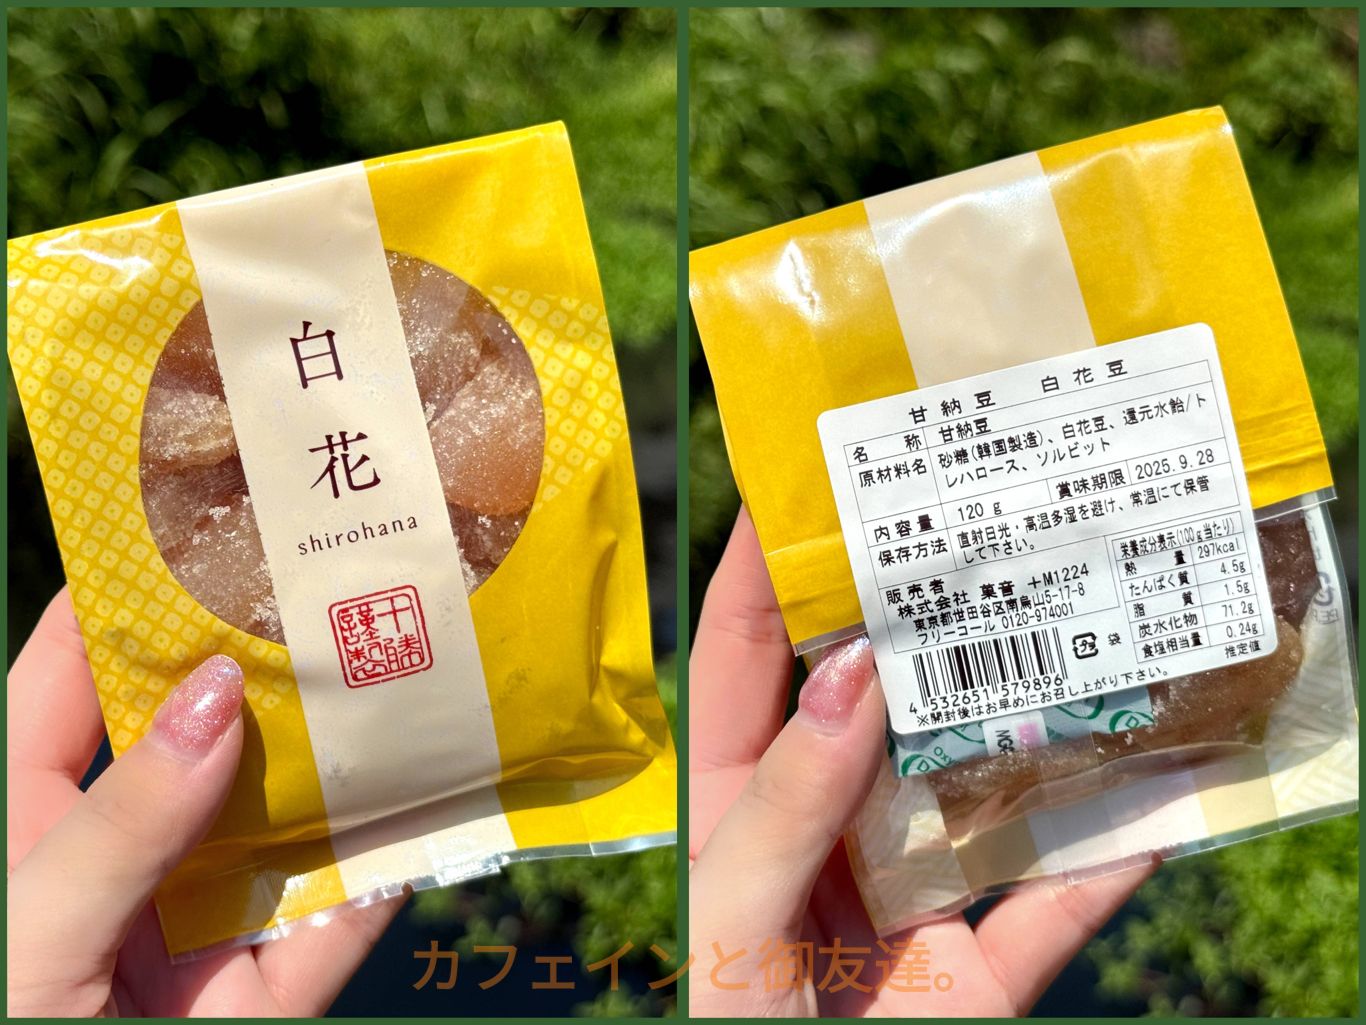 白花
shirohana
十勝
謹製
甘納豆 白花豆
名称 甘納豆
原材料名 砂糖(韓国製造)、白花豆、還元水飴/ト
レハロース、ソルビット
内容量 120g 賞味期限 2025.9.28
保存方法 直射日光・高温多湿を避け、常温にて保管
して下さい。
販売者
株式会社 菓音 +M1224
東京都世田谷区南烏山5-17-8
フリーコール 0120-974001
栄養成分表示(100g当たり)
熱量 297kcal
たんぱく質 4.5g
脂質 1.5g
炭水化物 71.2g
食塩相当量 0.24g
推定値
プラ 袋
4 532651 579896
※開封後はお早めにお召し上がり下さい。
カフェインと御友達。